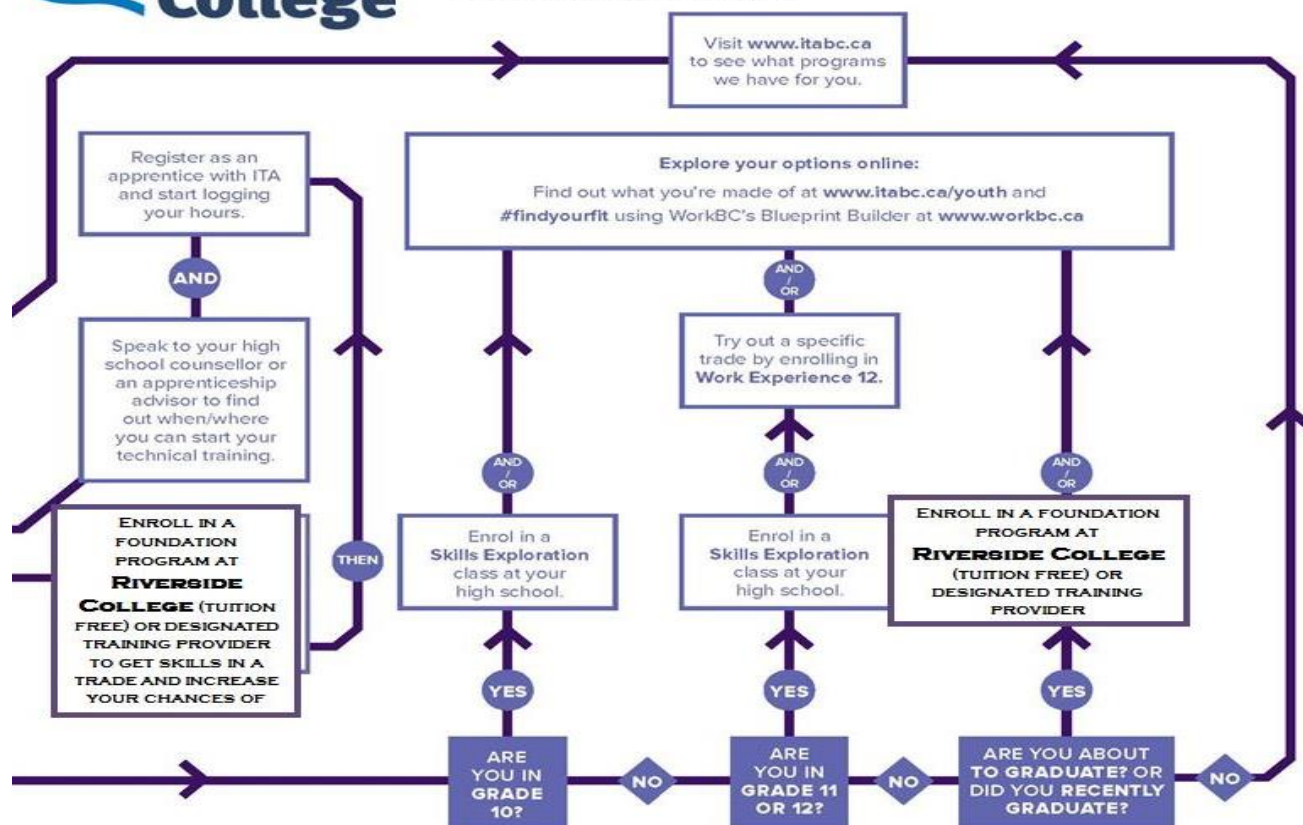 College
Visit www.itabc.ca
to see what programs
we have for you.
Register as an
apprentice with ITA
and start logging
your hours.
AND
Speak to your high
school counsellor or
an apprenticeship
advisor to find
out when/where
you can start your
technical training.
ENROLL IN A
FOUNDATION
PROGRAM AT
RIVERSIDE
COLLEGE (TUITION
FREE) OR DESIGNATED
TRAINING PROVIDER
TO GET SKILLS IN A
TRADE AND INCREASE
YOUR CHANCES OF
THEN
Explore your options online:
Find out what you're made of at www.itabc.ca/youth and
#findyourfit using WorkBC's Blueprint Builder at www.workbc.ca
AND
/
OR
Enrol in a
Skills Exploration
class at your
high school.
YES
ARE
YOU IN
GRADE
10?
NO
AND
/
OR
Try out a specific
trade by enrolling in
Work Experience 12.
AND
/
OR
Enrol in a
Skills Exploration
class at your
high school.
YES
ARE
YOU IN
GRADE 11
OR 12?
NO
AND
/
OR
ENROLL IN A FOUNDATION
PROGRAM AT
RIVERSIDE COLLEGE
(TUITION FREE) OR
DESIGNATED TRAINING
PROVIDER
YES
ARE YOU ABOUT
TO GRADUATE? OR
DID YOU RECENTLY
GRADUATE?
NO